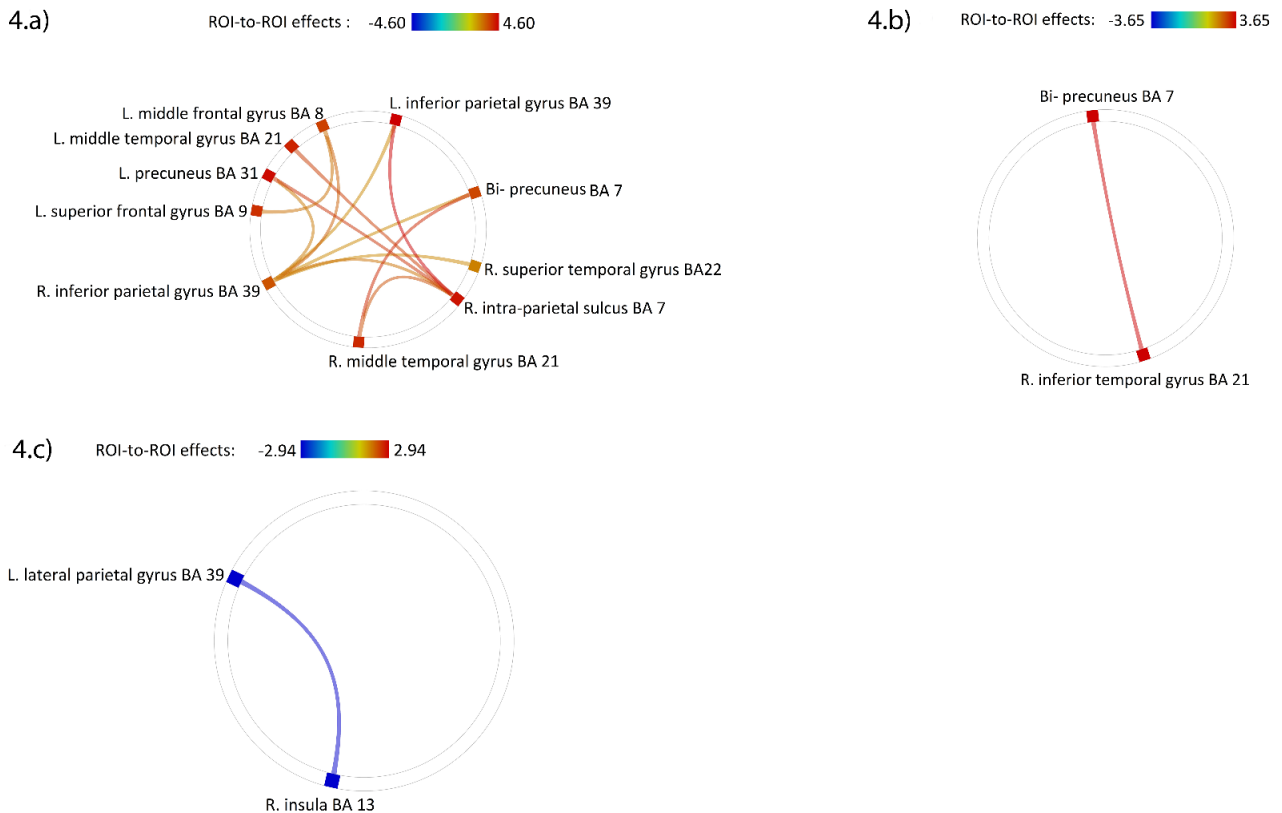 4.a)
ROI-to-ROI effects :
-4.60
4.60
L. middle frontal gyrus BA 8
L. inferior parietal gyrus BA 39
L. middle temporal gyrus BA 21
L. precuneus BA 31
Bi- precuneus BA 7
L. superior frontal gyrus BA 9
R. superior temporal gyrus BA22
R. inferior parietal gyrus BA 39
R. intra-parietal sulcus BA 7
R. middle temporal gyrus BA 21
4.b)
ROI-to-ROI effects:
-3.65
3.65
Bi- precuneus BA 7
R. inferior temporal gyrus BA 21
4.c)
ROI-to-ROI effects:
-2.94
2.94
L. lateral parietal gyrus BA 39
R. insula BA 13